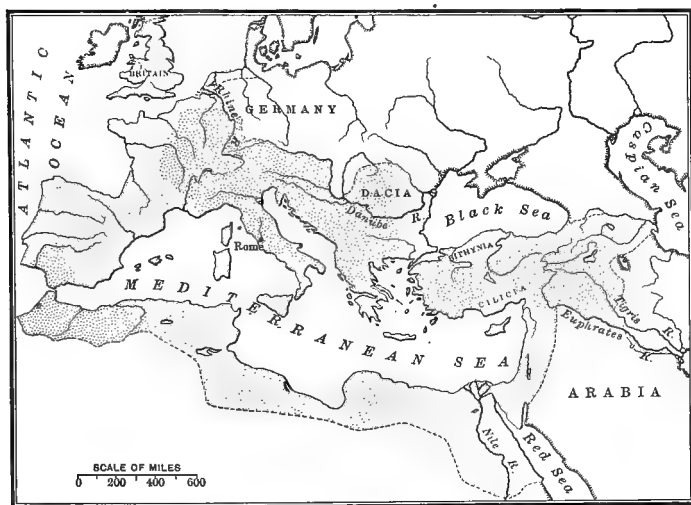 ATLANTIC
OCEAN
BRITAIN
Rhine R.
GERMANY
DACIA
Danube R.
Black Sea
Caspian Sea
Rome
BITHYNIA
CILICIA
Tigris R.
Euphrates R.
MEDITERRANEAN SEA
ARABIA
Nile R.
Red Sea
SCALE OF MILES
0 200 400 600